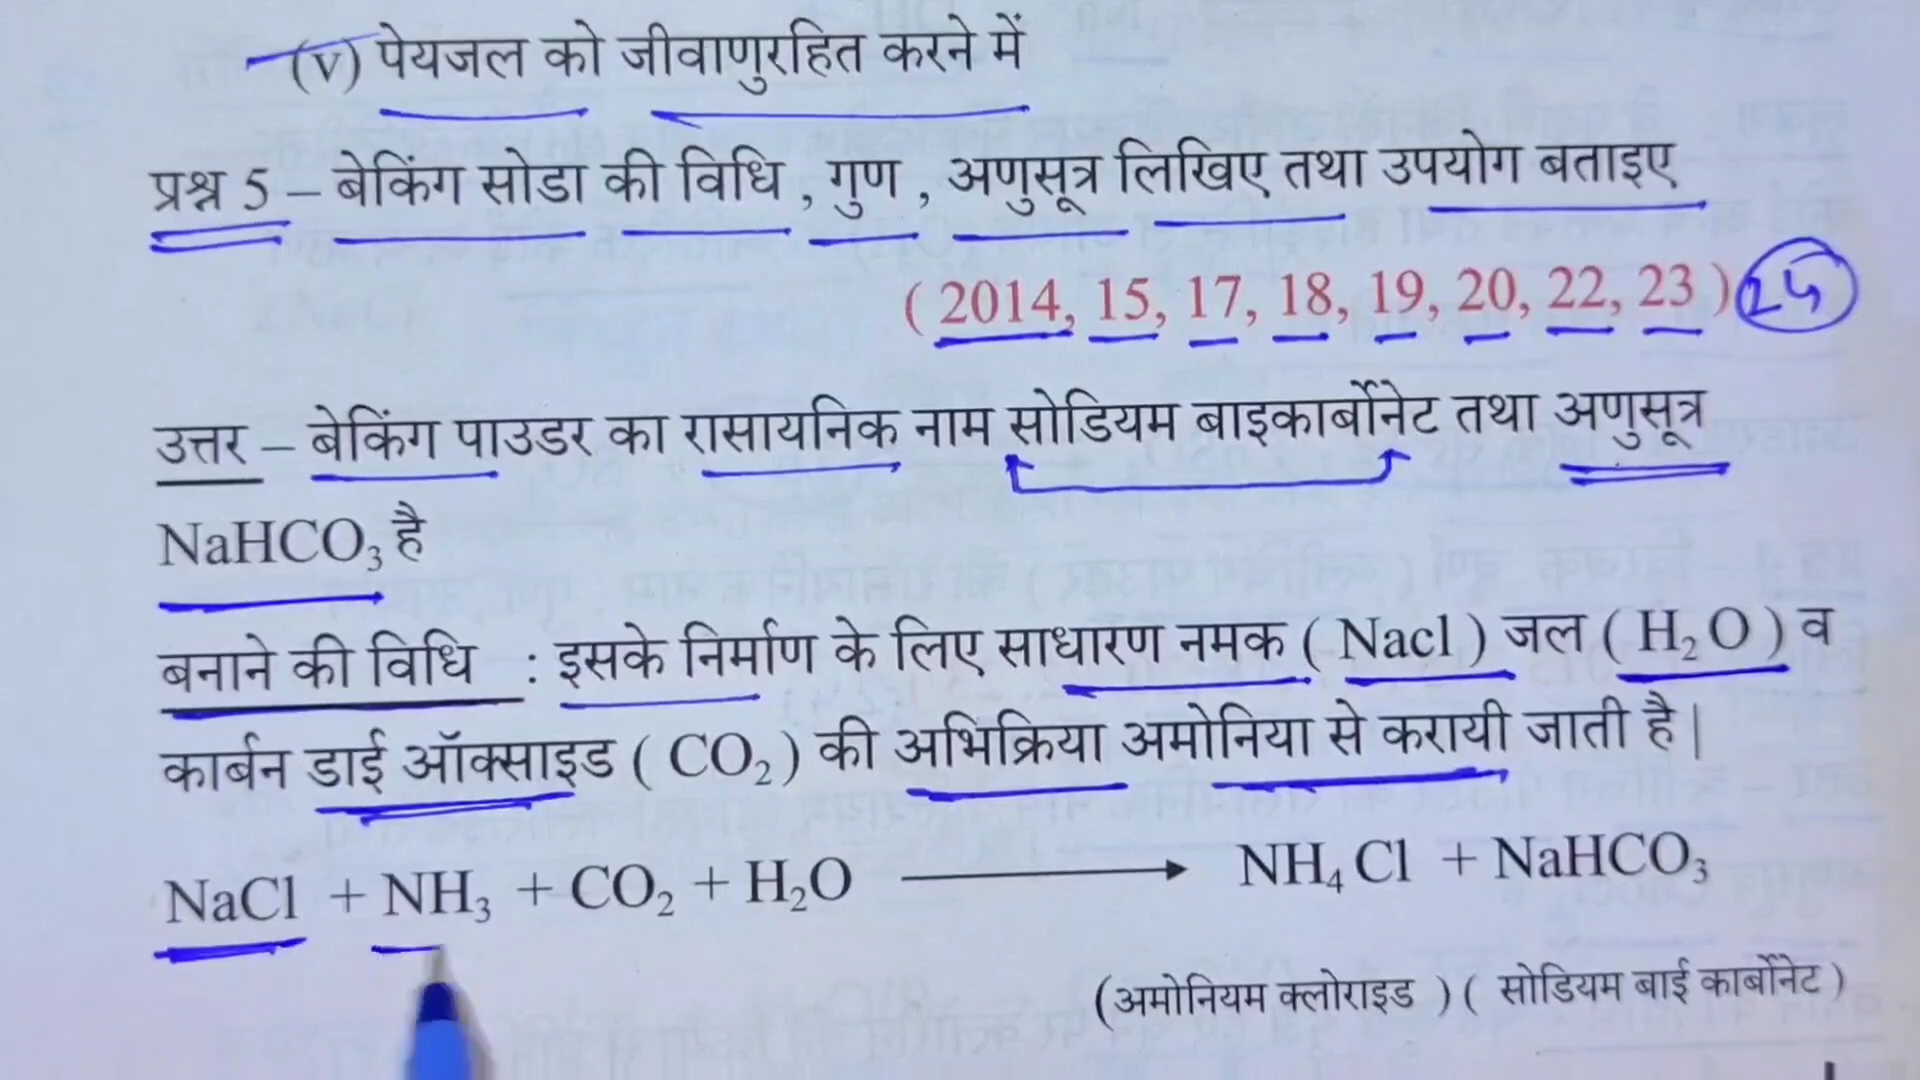 (v) पेयजल को जीवाणुरहित करने में
प्रश्न 5 – बेकिंग सोडा की विधि , गुण , अणुसूत्र लिखिए तथा उपयोग बताइए
( 2014, 15, 17, 18, 19, 20, 22, 23 ) 24
उत्तर – बेकिंग पाउडर का रासायनिक नाम सोडियम बाइकार्बोनेट तथा अणुसूत्र
NaHCO₃ है
बनाने की विधि : इसके निर्माण के लिए साधारण नमक ( Nacl ) जल ( H₂O ) व
कार्बन डाई ऑक्साइड ( CO₂ ) की अभिक्रिया अमोनिया से करायी जाती है |
NaCl + NH₃ + CO₂ + H₂O ⟶ NH₄Cl + NaHCO₃
(अमोनियम क्लोराइड ) ( सोडियम बाई कार्बोनेट )